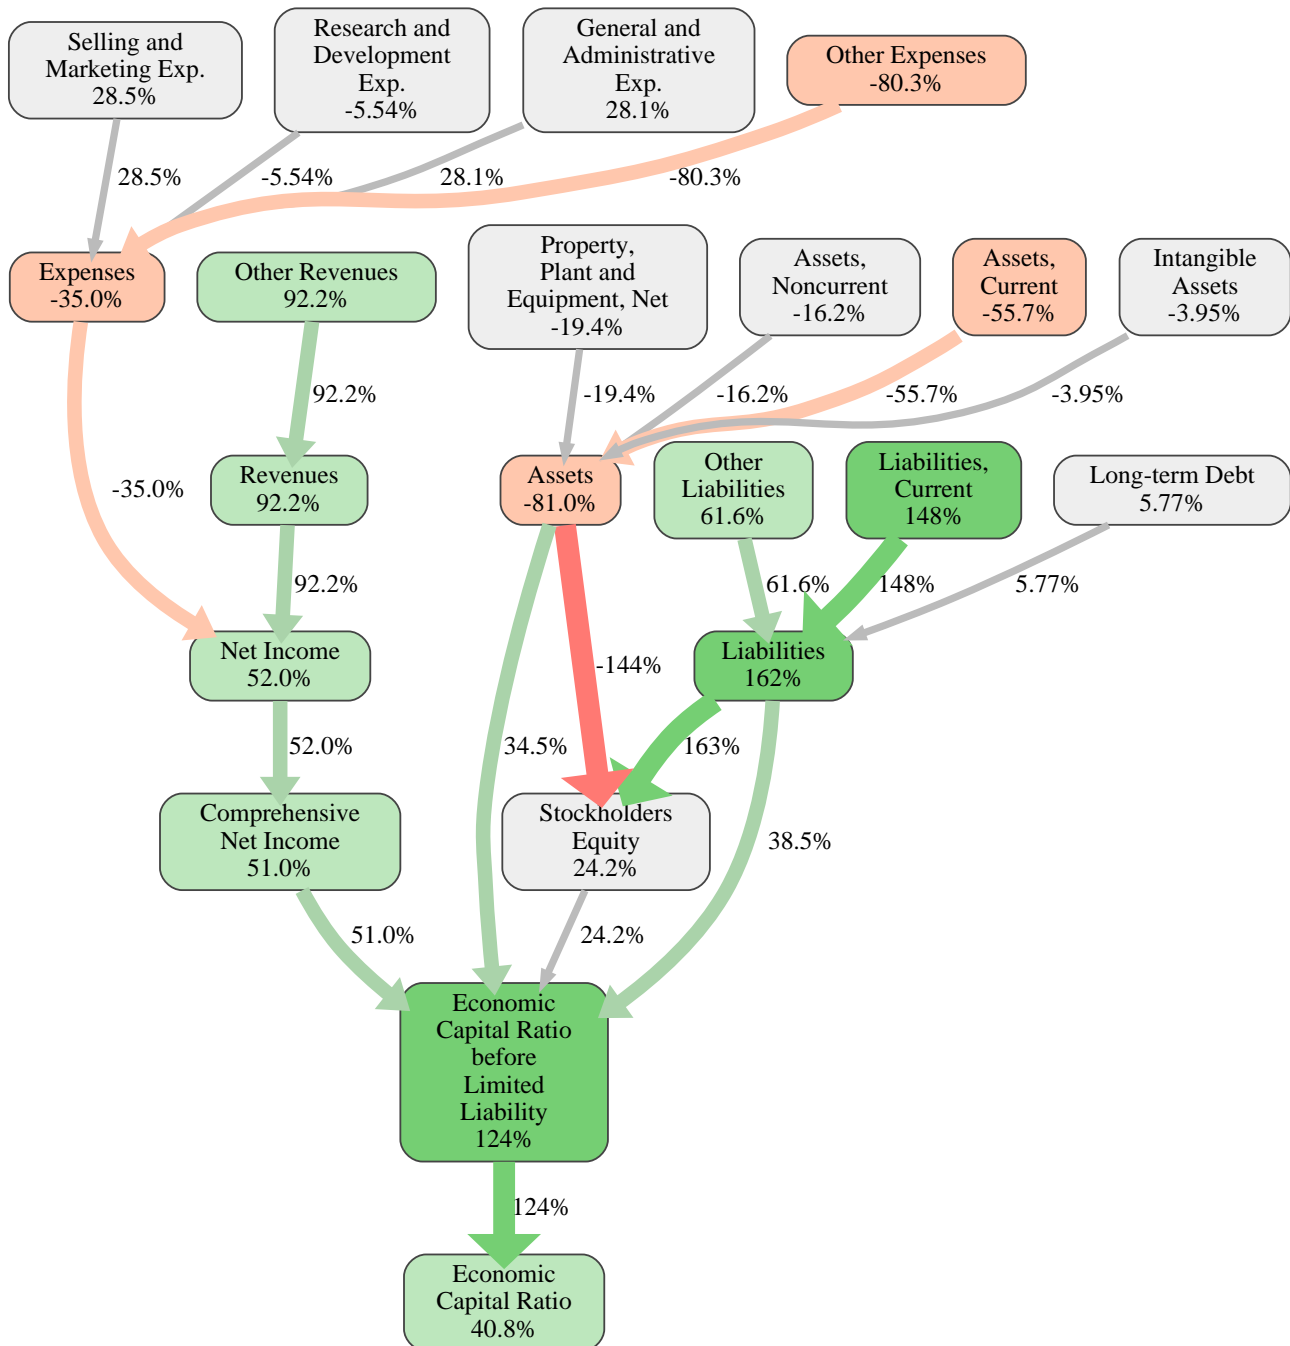 Selling and
Marketing Exp.
28.5%
Research and
Development
Exp.
-5.54%
General and
Administrative
Exp.
28.1%
Other Expenses
-80.3%
28.5%
-5.54%
28.1%
-80.3%
Expenses
-35.0%
Other Revenues
92.2%
Property,
Plant and
Equipment, Net
-19.4%
Assets,
Noncurrent
-16.2%
Assets,
Current
-55.7%
Intangible
Assets
-3.95%
92.2%
-19.4%
-16.2%
-55.7%
-3.95%
-35.0%
Revenues
92.2%
Assets
-81.0%
Other
Liabilities
61.6%
Liabilities,
Current
148%
Long-term Debt
5.77%
92.2%
61.6%
148%
5.77%
Net Income
52.0%
-144%
Liabilities
162%
52.0%
34.5%
163%
38.5%
Comprehensive
Net Income
51.0%
Stockholders
Equity
24.2%
51.0%
24.2%
Economic
Capital Ratio
before
Limited
Liability
124%
124%
Economic
Capital Ratio
40.8%